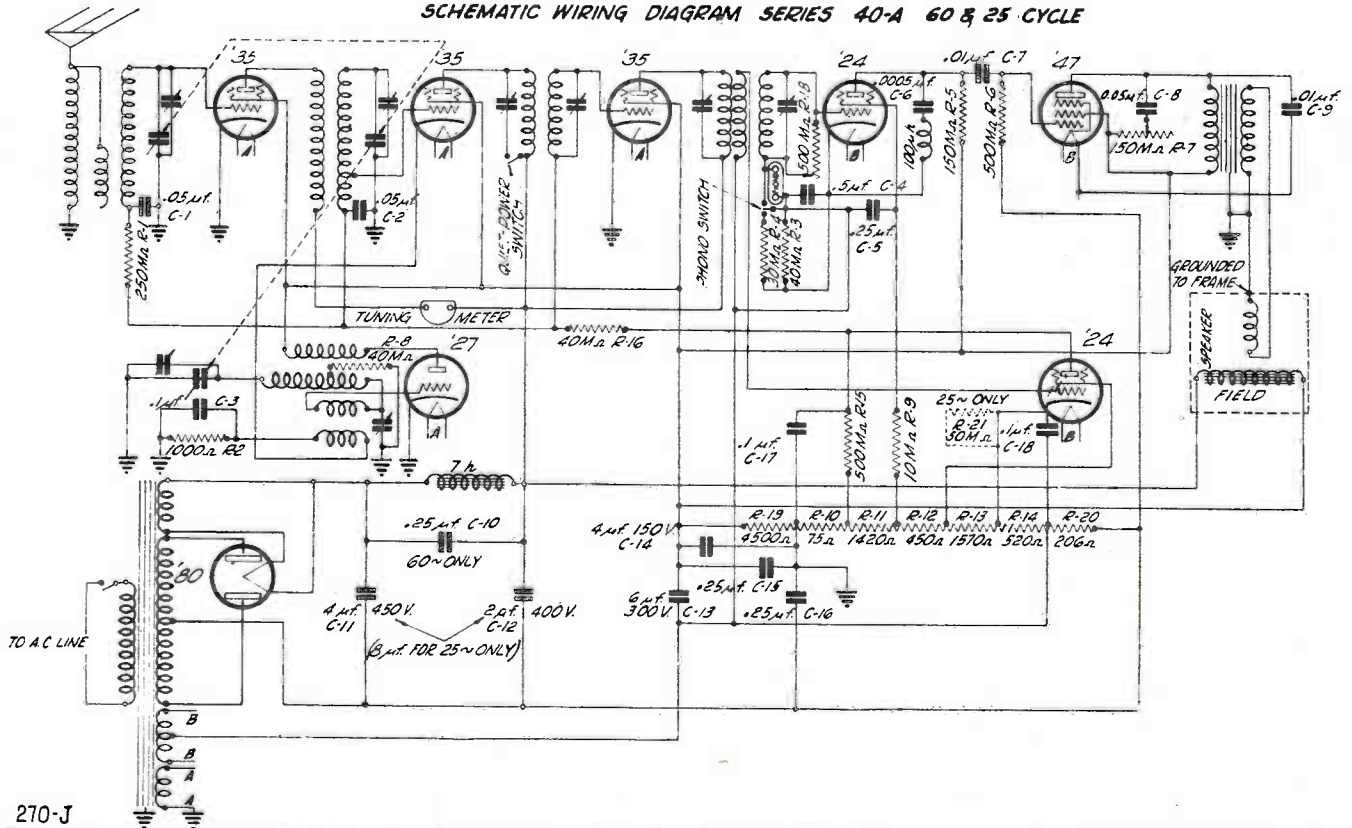 SCHEMATIC WIRING DIAGRAM SERIES 40-A 60 & 25 CYCLE
'35
'35
'35
'24
'47
A
A
A
B
B
.05µf.
C-1
250MΩ R-1
.05µf.
C-2
QUIET-POWER
SWITCH
PHONO SWITCH
500MΩ R-18
PHONO
30MΩ R-4
40MΩ R-3
.5µf. C-4
.25µf.
C-5
.0005µf.
C-6
100µh
150MΩ R-5
.01µf. C-7
500MΩ R-6
0.05µf. C-8
150MΩ R-7
.01µf.
C-9
GROUNDED
TO FRAME
SPEAKER
FIELD
TUNING METER
40MΩ R-16
R-8
40MΩ
'27
A
.1µf. C-3
1000Ω R2
'24
B
25~ ONLY
R-21
50MΩ
.1µf.
C-18
.1µf.
C-17
500MΩ R-15
10MΩ R-9
7h
.25µf. C-10
60~ ONLY
4µf. 150V.
C-14
R-19
4500Ω
R-10
75Ω
R-11
1420Ω
R-12
450Ω
R-13
1570Ω
R-14
520Ω
R-20
206Ω
.25µf. C-15
6µf.
300V. C-13
.25µf. C-16
4µf. 450V.
C-11
2µf. 400V.
C-12
(8µf. FOR 25~ ONLY)
'80
TO A.C LINE
B
B
A
A
270-J